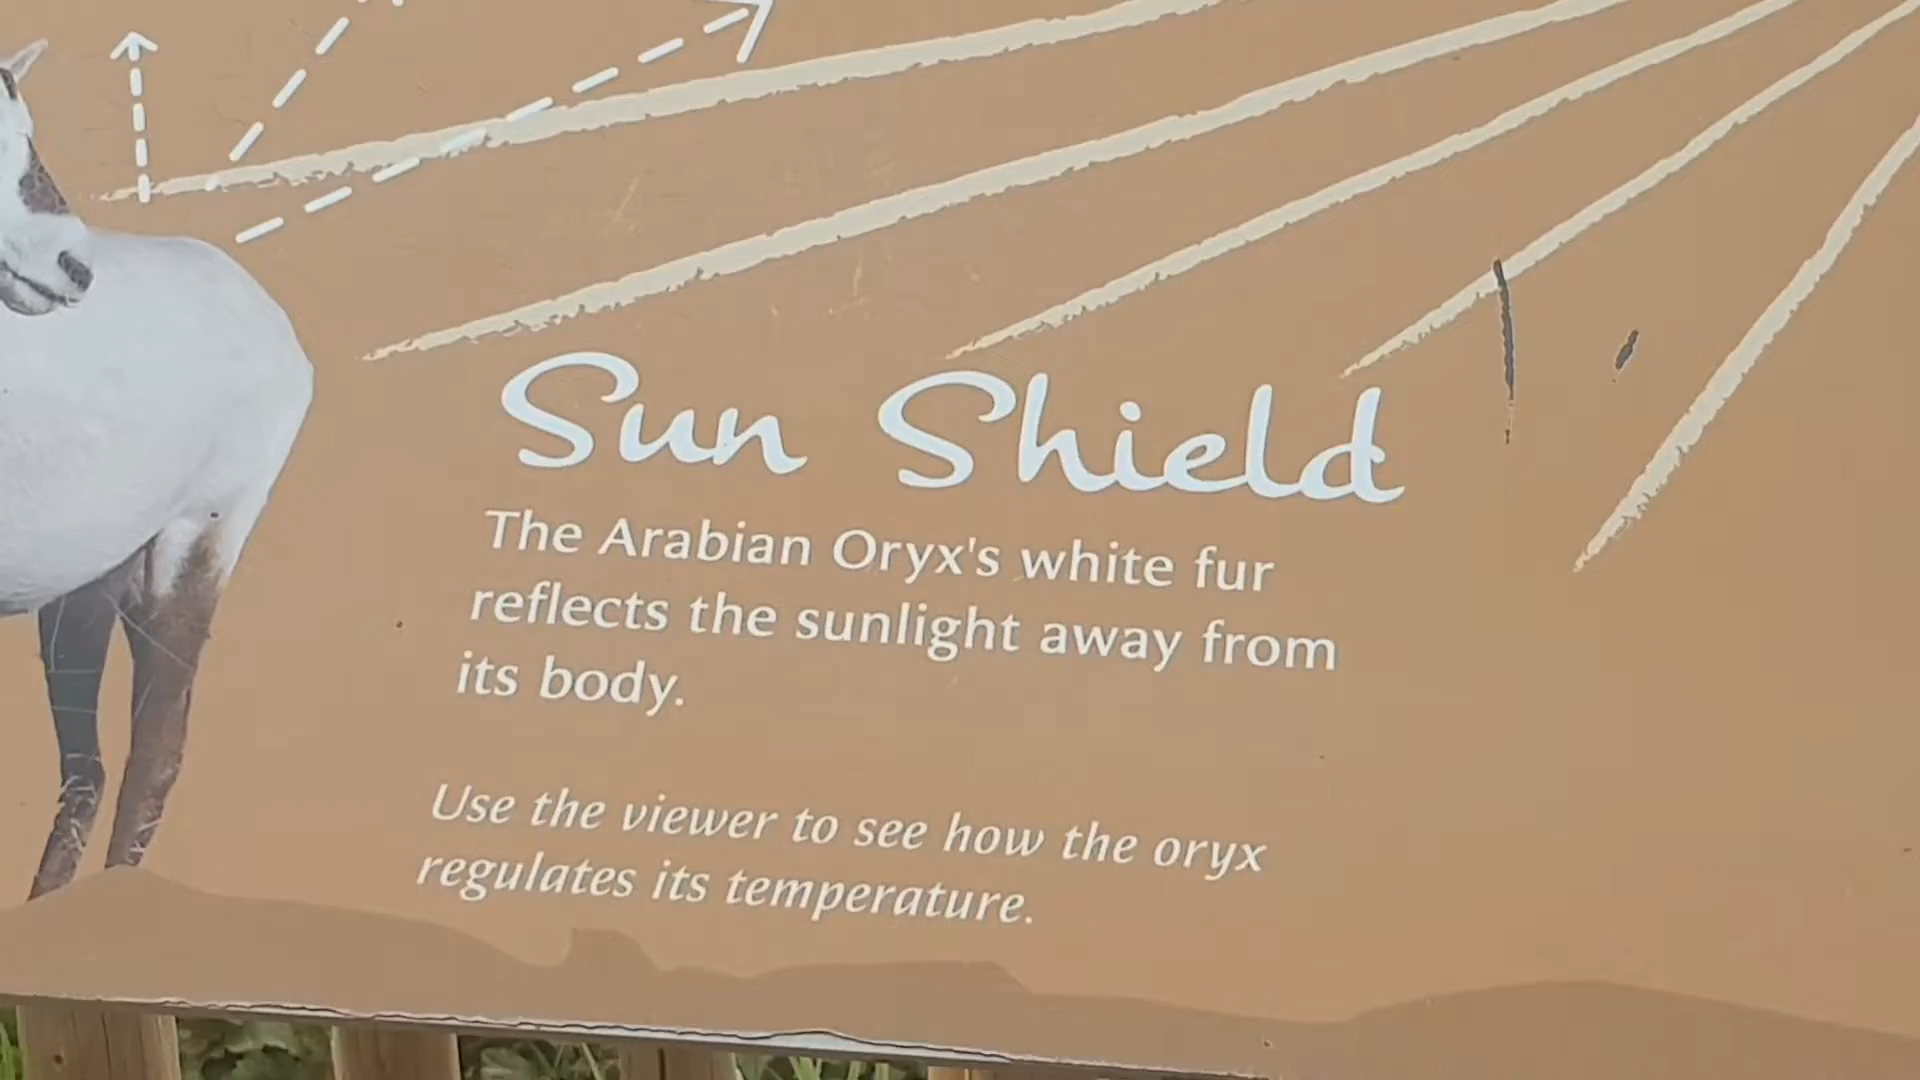 Sun Shield
The Arabian Oryx's white fur
reflects the sunlight away from
its body.
Use the viewer to see how the oryx
regulates its temperature.